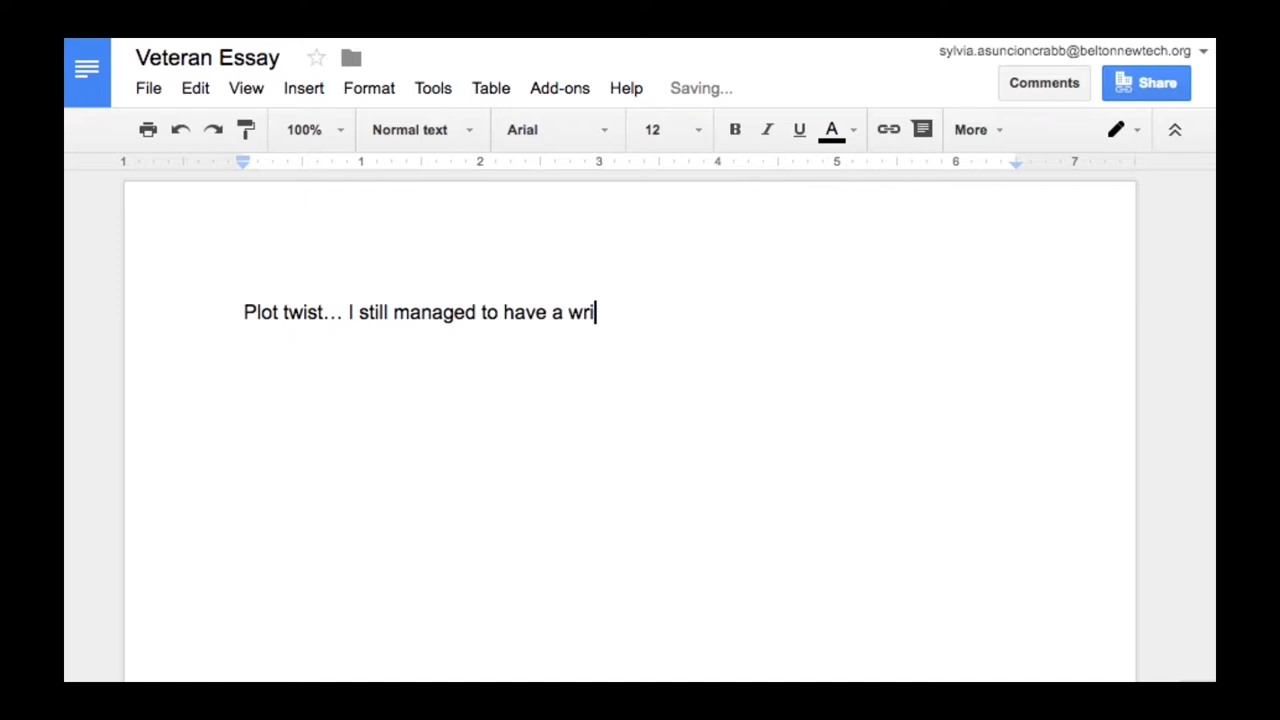 Veteran Essay
sylvia.asuncioncrabb@beltonnewtech.org
File Edit View Insert Format Tools Table Add-ons Help Saving...
Comments Share
100% Normal text Arial 12 B I U A More
1 1 2 3 4 5 6 7
Plot twist… I still managed to have a wri